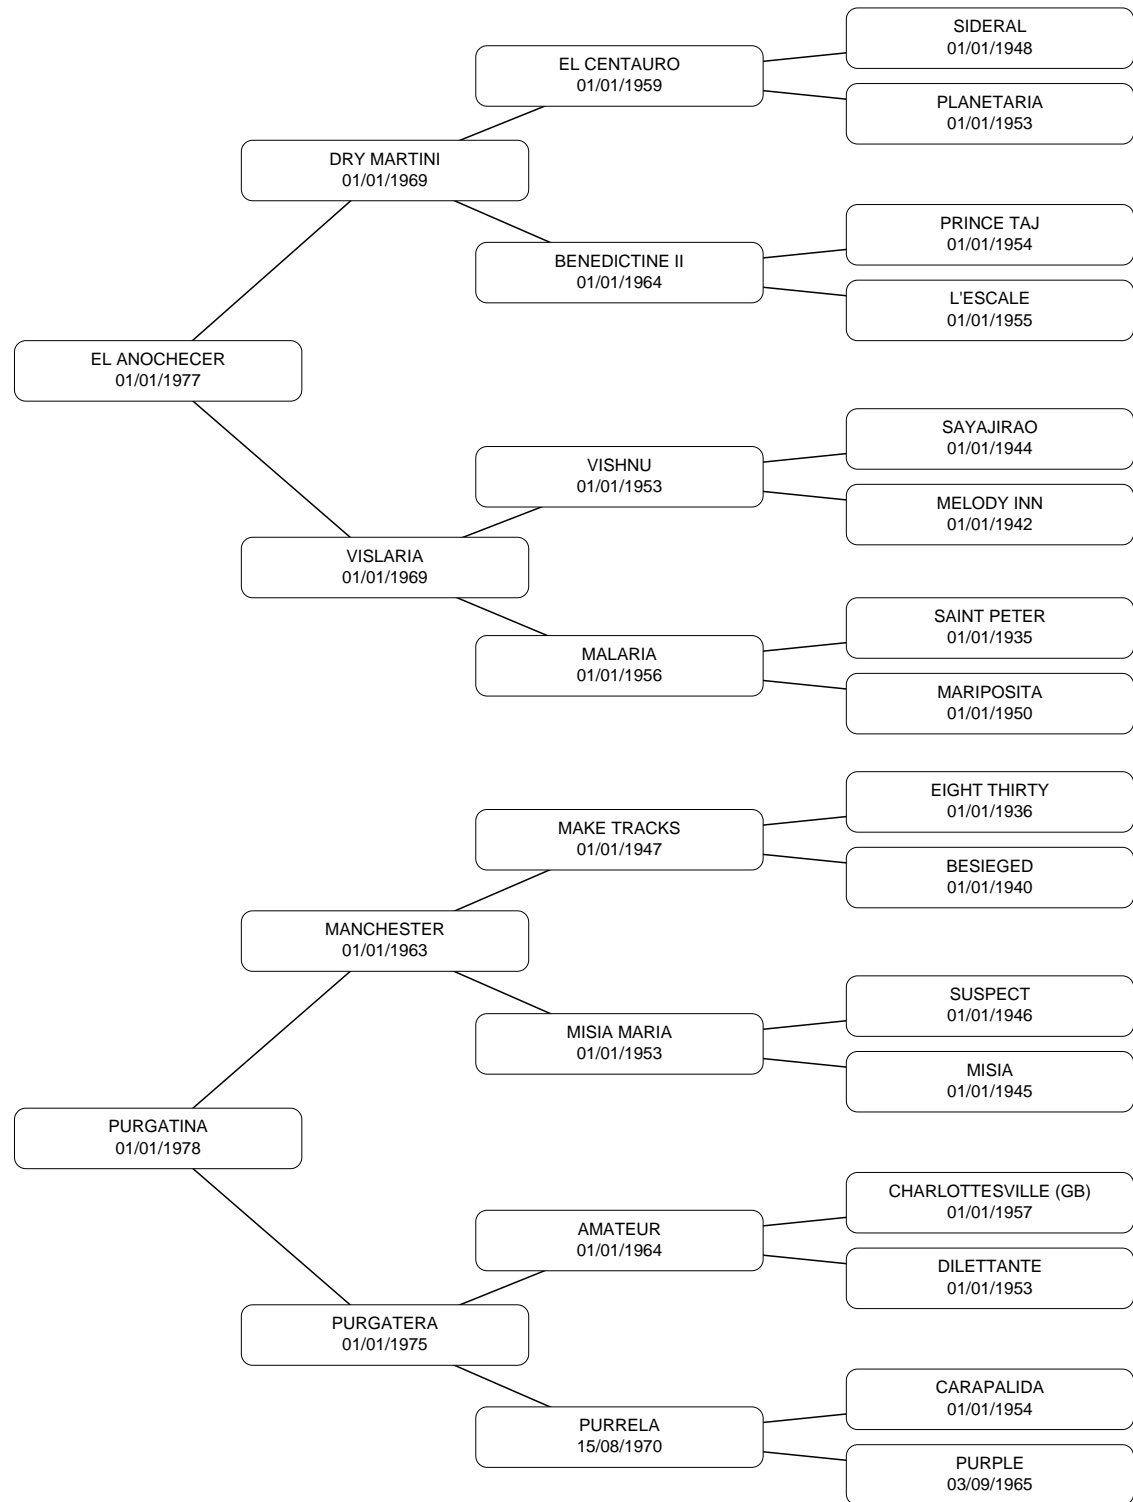 SIDERAL
01/01/1948
EL CENTAURO
01/01/1959
PLANETARIA
01/01/1953
DRY MARTINI
01/01/1969
PRINCE TAJ
01/01/1954
BENEDICTINE II
01/01/1964
L'ESCALE
01/01/1955
EL ANOCHECER
01/01/1977
SAYAJIRAO
01/01/1944
VISHNU
01/01/1953
MELODY INN
01/01/1942
VISLARIA
01/01/1969
SAINT PETER
01/01/1935
MALARIA
01/01/1956
MARIPOSITA
01/01/1950
EIGHT THIRTY
01/01/1936
MAKE TRACKS
01/01/1947
BESIEGED
01/01/1940
MANCHESTER
01/01/1963
SUSPECT
01/01/1946
MISIA MARIA
01/01/1953
MISIA
01/01/1945
PURGATINA
01/01/1978
CHARLOTTESVILLE (GB)
01/01/1957
AMATEUR
01/01/1964
DILETTANTE
01/01/1953
PURGATERA
01/01/1975
CARAPALIDA
01/01/1954
PURRELA
15/08/1970
PURPLE
03/09/1965